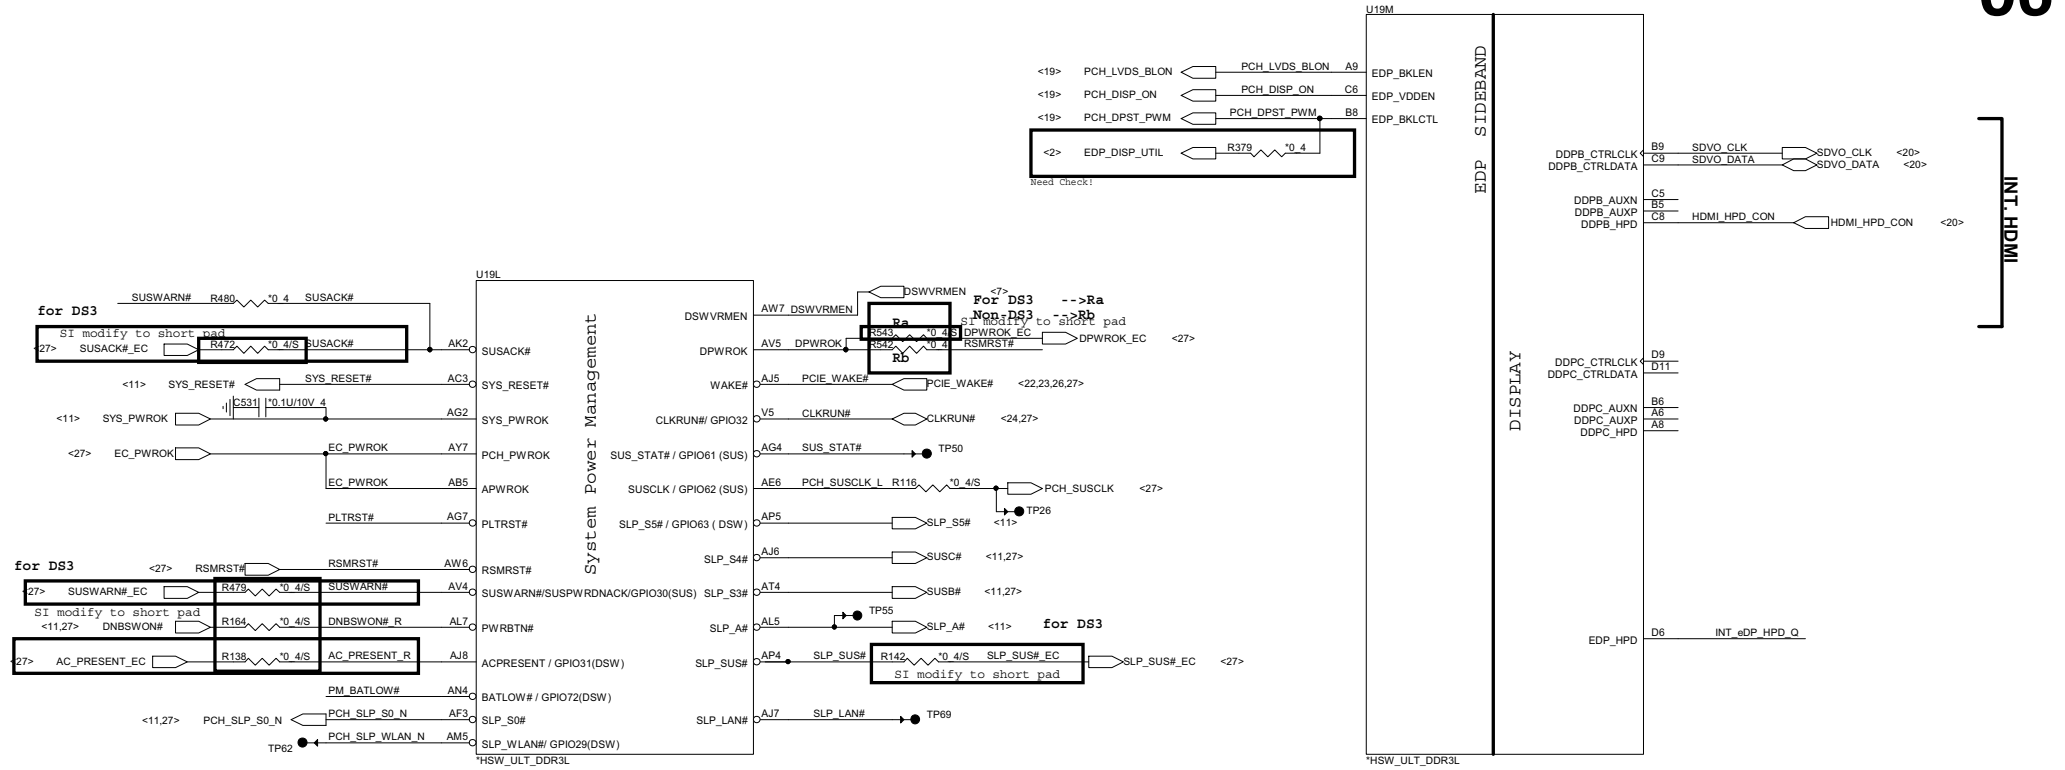 U19M
<19> PCH_LVDS_BLON PCH_LVDS_BLON A9 EDP_BKLEN
<19> PCH_DISP_ON PCH_DISP_ON C6 EDP_VDDEN
<19> PCH_DPST_PWM PCH_DPST_PWM B8 EDP_BKLCTL
<2> EDP_DISP_UTIL R379 *0_4
Need Check!
EDP SIDEBAND
DISPLAY
DDPB_CTRLCLK B9 SDVO_CLK SDVO_CLK <20>
DDPB_CTRLDATA C9 SDVO_DATA SDVO_DATA <20>
DDPB_AUXN C5
DDPB_AUXP B5
DDPB_HPD C8 HDMI_HPD_CON HDMI_HPD_CON <20>
INT. HDMI
DDPC_CTRLCLK D9
DDPC_CTRLDATA D11
DDPC_AUXN B6
DDPC_AUXP A6
DDPC_HPD A8
EDP_HPD D6 INT_eDP_HPD_Q
*HSW_ULT_DDR3L
U19L
System Power Management
SUSWARN# R480 *0_4 SUSACK#
for DS3
SI modify to short pad
<27> SUSACK#_EC R472 *0_4/S SUSACK# AK2 SUSACK#
<11> SYS_RESET# SYS_RESET# AC3 SYS_RESET#
C531 *0.1U/10V_4
<11> SYS_PWROK AG2 SYS_PWROK
<27> EC_PWROK EC_PWROK AY7 PCH_PWROK
EC_PWROK AB5 APWROK
PLTRST# AG7 PLTRST#
for DS3
<27> RSMRST# RSMRST# AW6 RSMRST#
<27> SUSWARN#_EC R479 *0_4/S SUSWARN# AV4 SUSWARN#/SUSPWRDNACK/GPIO30(SUS)
SI modify to short pad
<11,27> DNBSWON# R164 *0_4/S DNBSWON#_R AL7 PWRBTN#
<27> AC_PRESENT_EC R138 *0_4/S AC_PRESENT_R AJ8 ACPRESENT / GPIO31(DSW)
PM_BATLOW# AN4 BATLOW# / GPIO72(DSW)
<11,27> PCH_SLP_S0_N PCH_SLP_S0_N AF3 SLP_S0#
TP62 PCH_SLP_WLAN_N AM5 SLP_WLAN#/ GPIO29(DSW)
DSWVRMEN AW7 DSWVRMEN DSWVRMEN <7>
For DS3 -->Ra
Non-DS3 -->Rb
SI modify to short pad
Ra
R543 *0_4/S DPWROK_EC DPWROK_EC <27>
DPWROK AV5 DPWROK R542 *0_4 RSMRST#
Rb
WAKE# AJ5 PCIE_WAKE# PCIE_WAKE# <22,23,26,27>
CLKRUN#/ GPIO32 V5 CLKRUN# CLKRUN# <24,27>
SUS_STAT# / GPIO61 (SUS) AG4 SUS_STAT# TP50
SUSCLK / GPIO62 (SUS) AE6 PCH_SUSCLK_L R116 *0_4/S PCH_SUSCLK <27>
TP26
SLP_S5# / GPIO63 ( DSW) AP5 SLP_S5# <11>
SLP_S4# AJ6 SUSC# <11,27>
SLP_S3# AT4 SUSB# <11,27>
TP55
SLP_A# AL5 SLP_A# <11>
for DS3
SLP_SUS# AP4 SLP_SUS# R142 *0_4/S SLP_SUS#_EC SLP_SUS#_EC <27>
SI modify to short pad
SLP_LAN# AJ7 SLP_LAN# TP69
*HSW_ULT_DDR3L